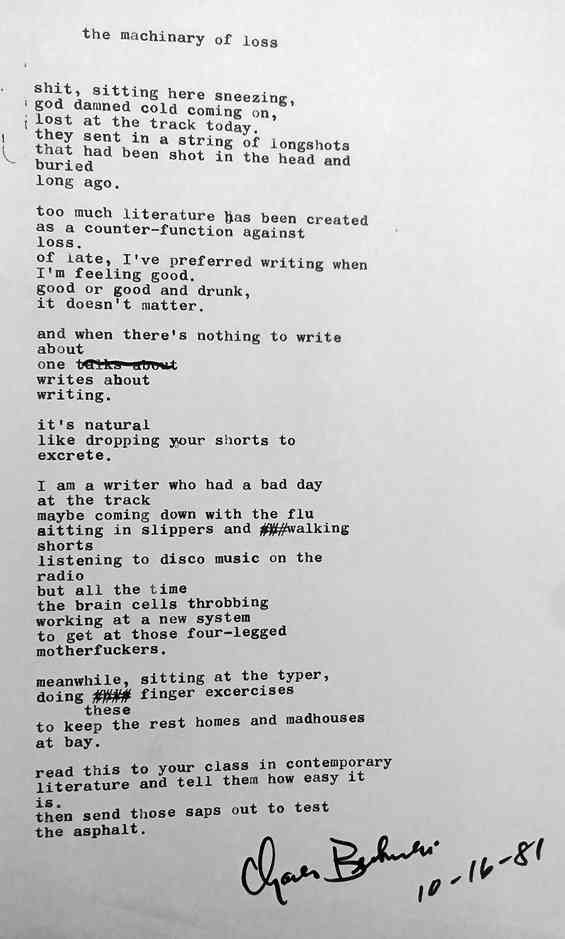 the machinary of loss
shit, sitting here sneezing,
god damned cold coming on,
lost at the track today.
they sent in a string of longshots
that had been shot in the head and
buried
long ago.
too much literature has been created
as a counter-function against
loss.
of late, I've preferred writing when
I'm feeling good.
good or good and drunk,
it doesn't matter.
and when there's nothing to write
about
one talks about
writes about
writing.
it's natural
like dropping your shorts to
excrete.
I am a writer who had a bad day
at the track
maybe coming down with the flu
sitting in slippers and walking
shorts
listening to disco music on the
radio
but all the time
the brain cells throbbing
working at a new system
to get at those four-legged
motherfuckers.
meanwhile, sitting at the typer,
doing finger excercises
these
to keep the rest homes and madhouses
at bay.
read this to your class in contemporary
literature and tell them how easy it
is.
then send those saps out to test
the asphalt.
Charles Bukowski
10-16-81